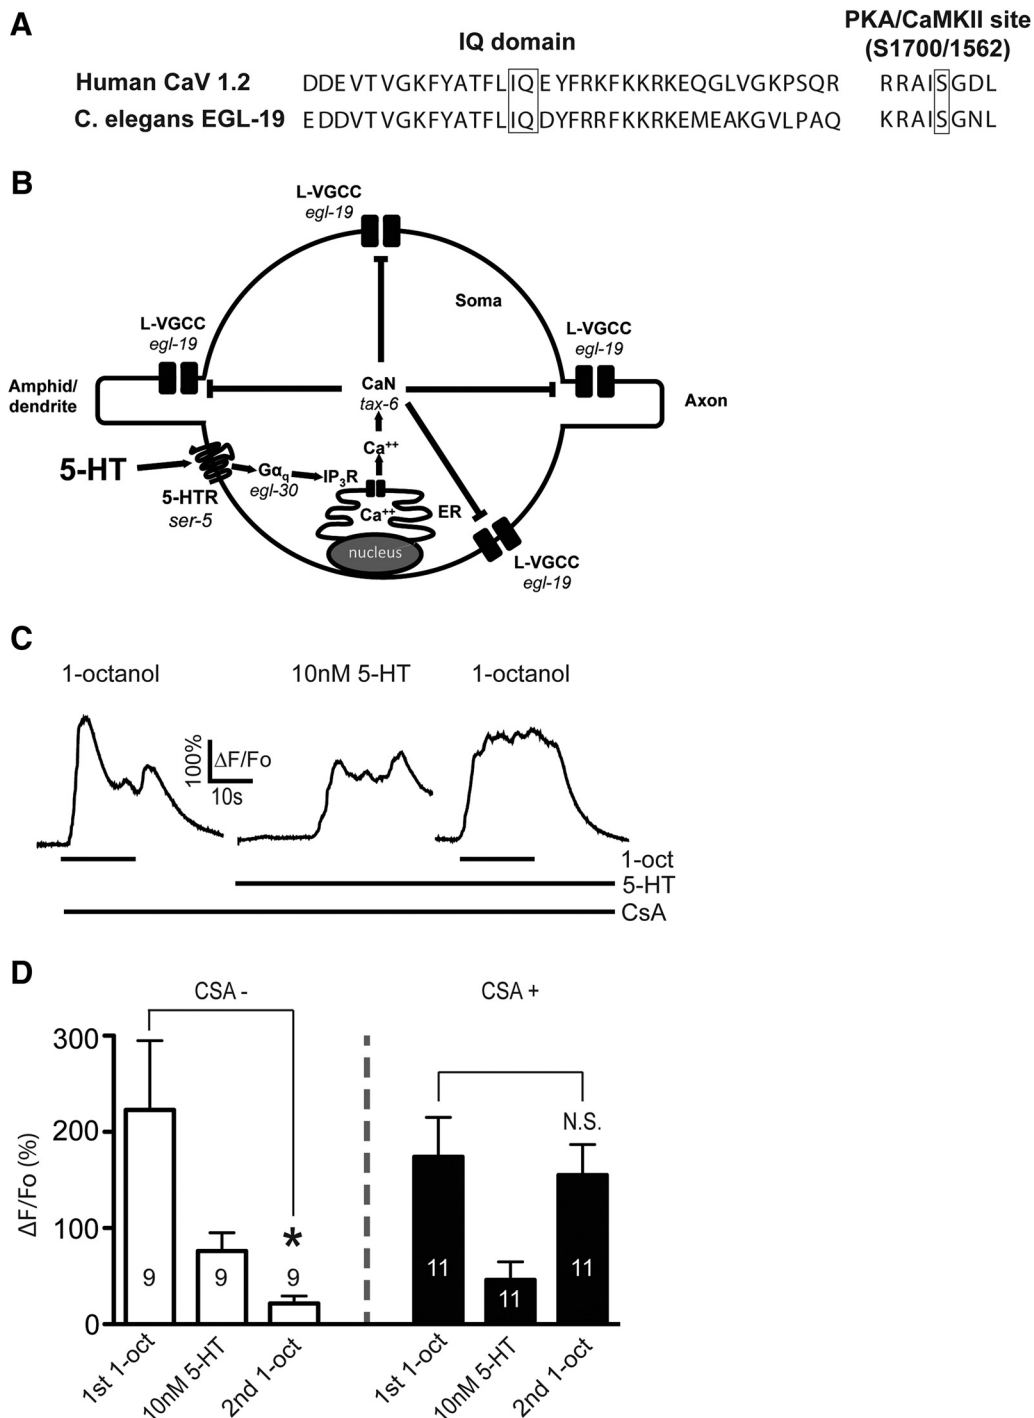 A
IQ domain
PKA/CaMKII site
(S1700/1562)
Human CaV 1.2 DDEVTVGKFYATFLIQEYFRKFKKRKEQGLVGKPSQR RRAISGDL
C. elegans EGL-19 EDDVTVGKFYATFLIQDYFRRFKKRKEMEAKGVLPAQ KRAISGNL
B
L-VGCC
egl-19
Soma
L-VGCC
egl-19
L-VGCC
egl-19
Amphid/
dendrite
CaN
tax-6
Axon
Ca++
5-HT
Gαq
egl-30
IP3R
5-HTR
ser-5
Ca++
ER
nucleus
L-VGCC
egl-19
C
1-octanol
10nM 5-HT
1-octanol
100%
ΔF/Fo
10s
1-oct
5-HT
CsA
D
CSA -
CSA +
ΔF/Fo (%)
300
200
100
0
*
N.S.
9
9
9
11
11
11
1st 1-oct
10nM 5-HT
2nd 1-oct
1st 1-oct
10nM 5-HT
2nd 1-oct